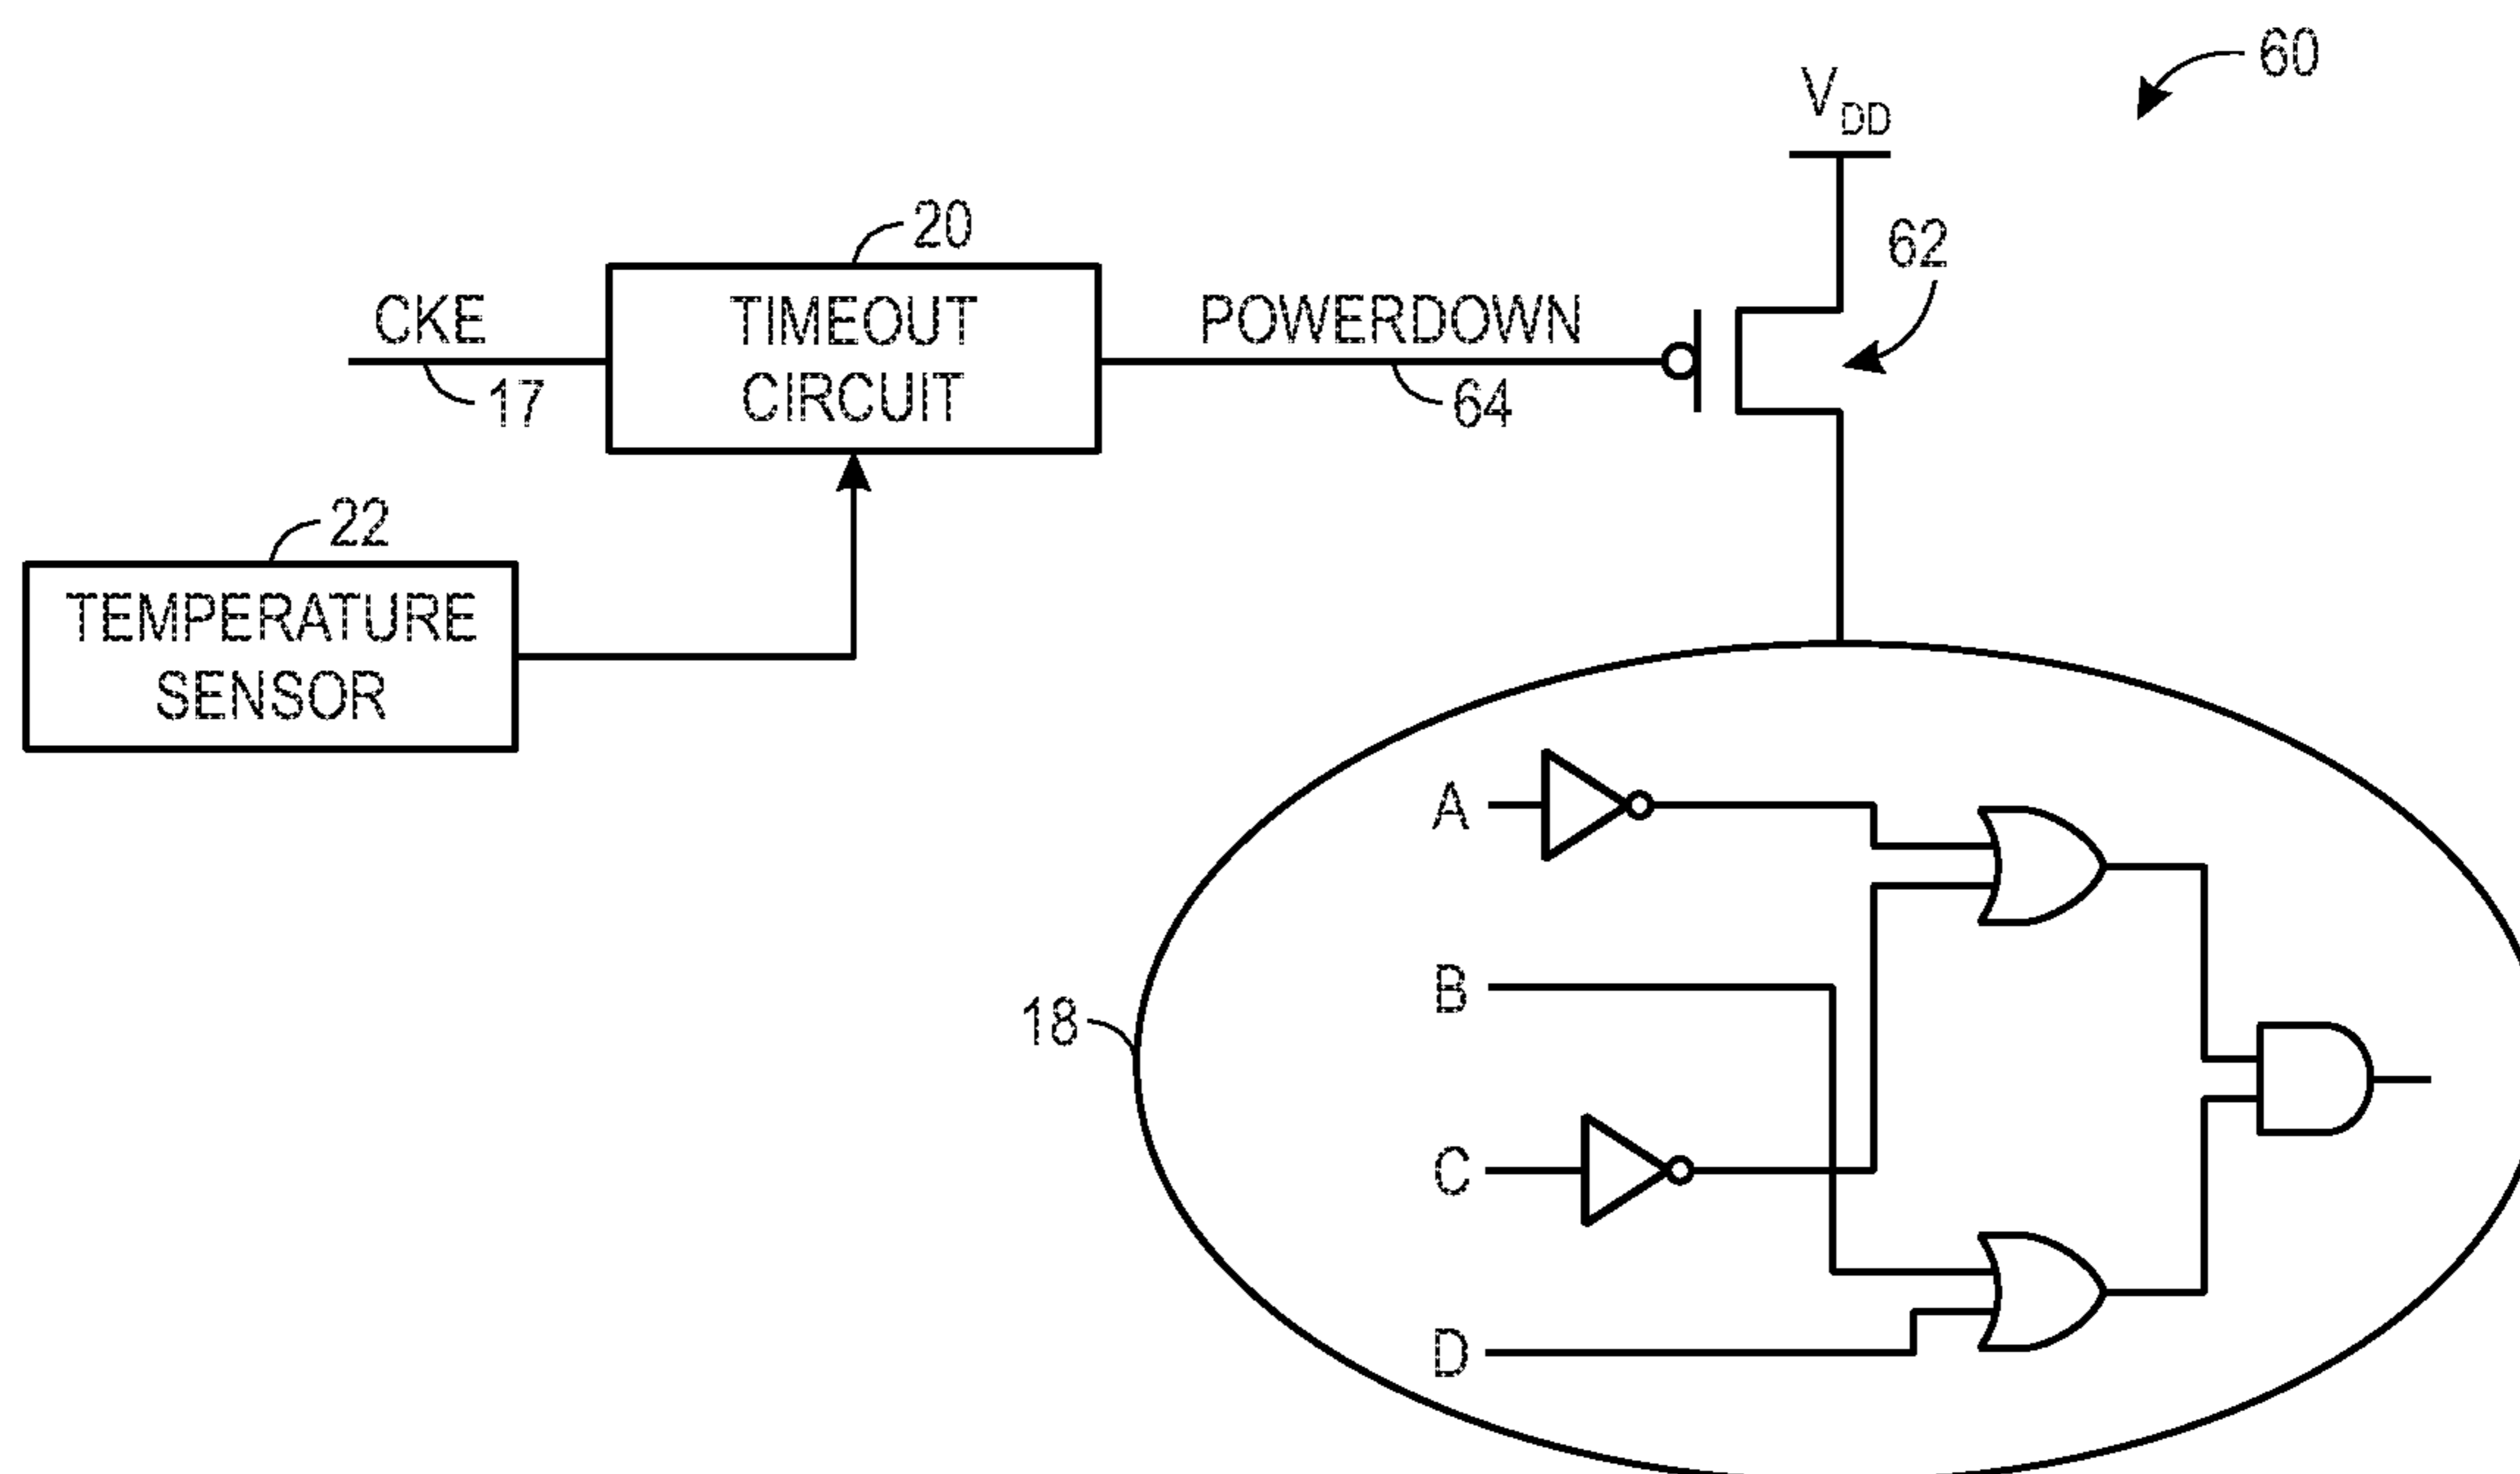 60
VDD
20
62
CKE
TIMEOUT
CIRCUIT
POWERDOWN
17
64
22
TEMPERATURE
SENSOR
A
B
18
C
D